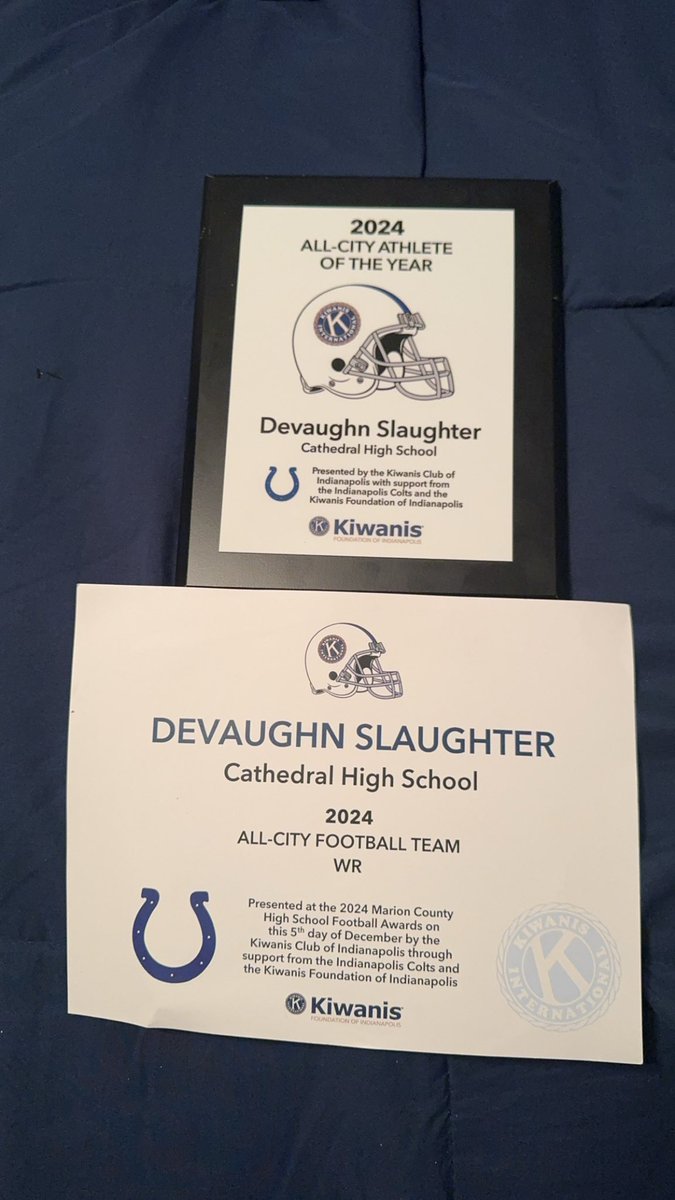 2024
ALL-CITY ATHLETE
OF THE YEAR
KIWANIS
K
INTERNATIONAL
Devaughn Slaughter
Cathedral High School
Presented by the Kiwanis Club of
Indianapolis with support from
the Indianapolis Colts and the
Kiwanis Foundation of Indianapolis
K Kiwanis
FOUNDATION OF INDIANAPOLIS
K
DEVAUGHN SLAUGHTER
Cathedral High School
2024
ALL-CITY FOOTBALL TEAM
WR
Presented at the 2024 Marion County
High School Football Awards on
this 5th day of December by the
Kiwanis Club of Indianapolis through
support from the Indianapolis Colts and
the Kiwanis Foundation of Indianapolis
KIWANIS
K
INTERNATIONAL
K Kiwanis
FOUNDATION OF INDIANAPOLIS